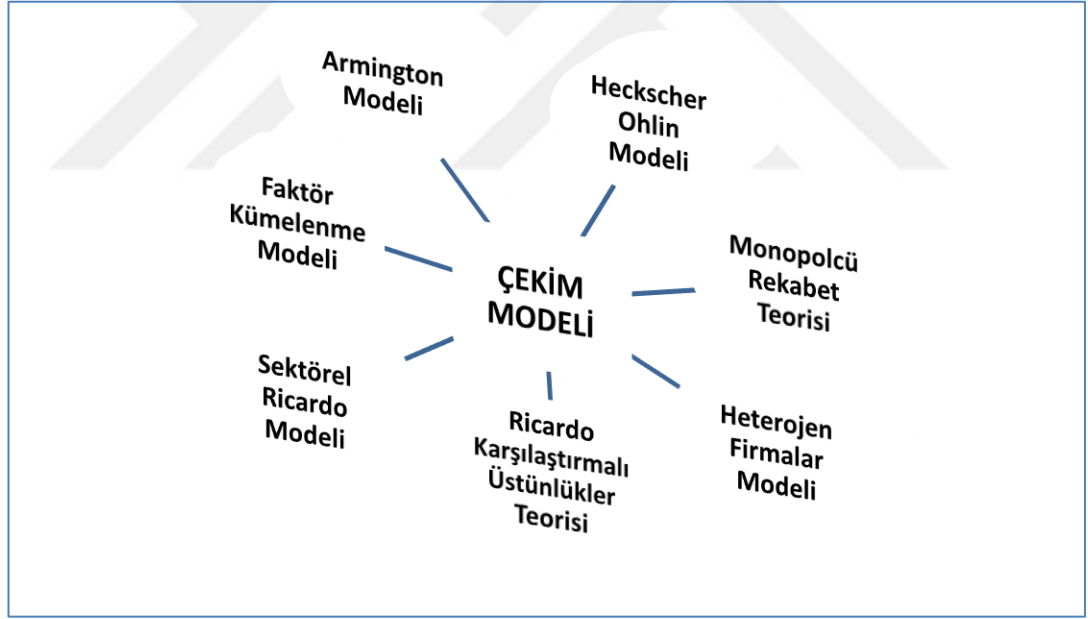 Armington
Modeli
Heckscher
Ohlin
Modeli
Faktör
Kümelenme
Modeli
Monopolcü
Rekabet
Teorisi
ÇEKİM
MODELİ
Sektörel
Ricardo
Modeli
Ricardo
Karşılaştırmalı
Üstünlükler
Teorisi
Heterojen
Firmalar
Modeli